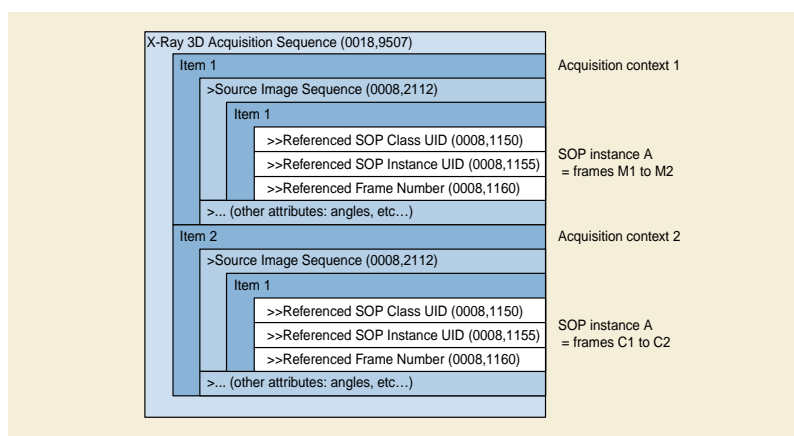 X-Ray 3D Acquisition Sequence (0018,9507)
Item 1
Acquisition context 1
>Source Image Sequence (0008,2112)
Item 1
>>Referenced SOP Class UID (0008,1150)
>>Referenced SOP Instance UID (0008,1155)
SOP instance A
= frames M1 to M2
>>Referenced Frame Number (0008,1160)
>... (other attributes: angles, etc…)
Item 2
Acquisition context 2
>Source Image Sequence (0008,2112)
Item 1
>>Referenced SOP Class UID (0008,1150)
>>Referenced SOP Instance UID (0008,1155)
SOP instance A
= frames C1 to C2
>>Referenced Frame Number (0008,1160)
>... (other attributes: angles, etc…)